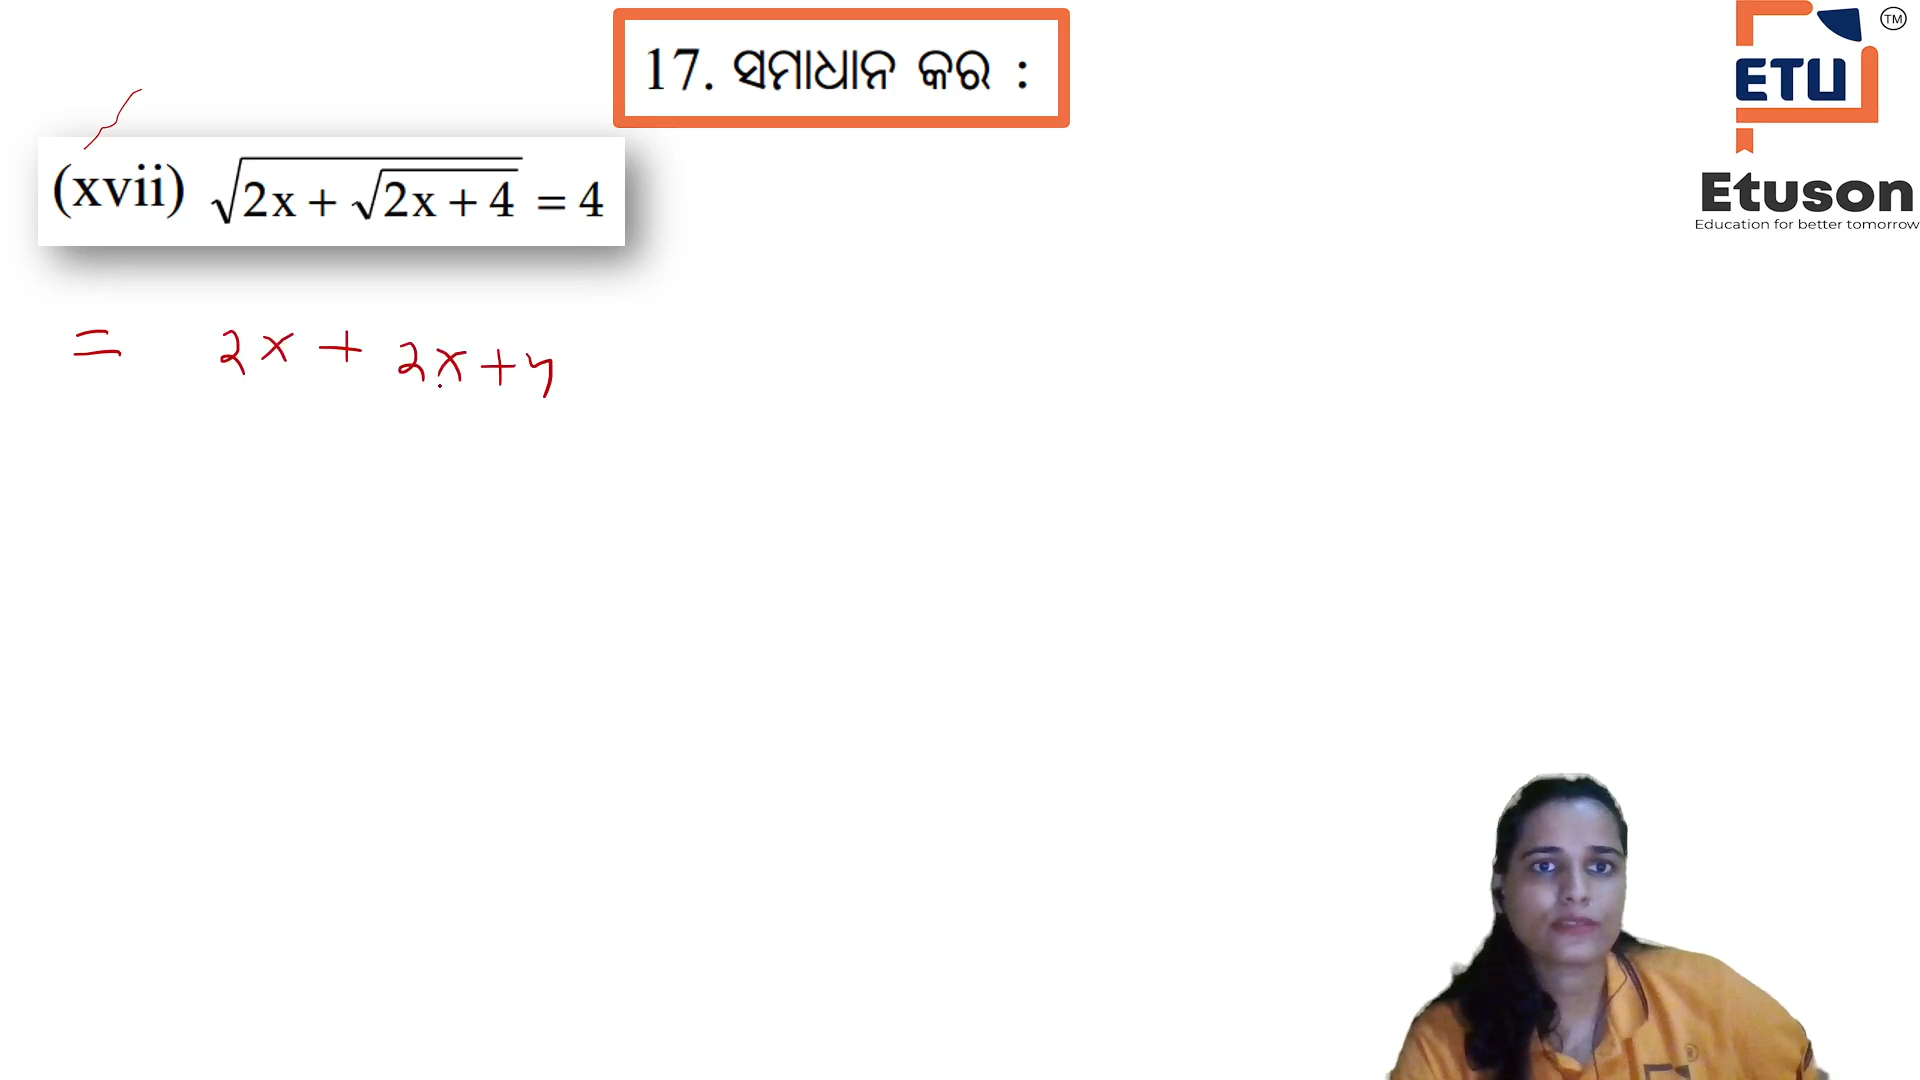 17. ସମାଧାନ କର :
TM
ETU
Etuson
Education for better tomorrow
(xvii) √(2x + √(2x + 4)) = 4
= 2x + 2x + 4